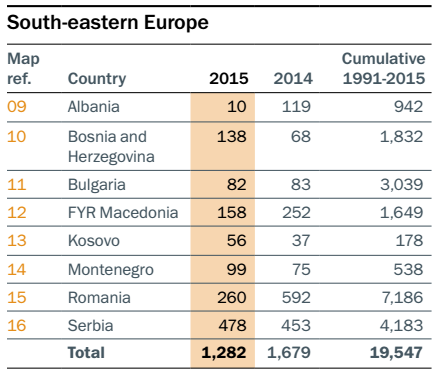 South-eastern Europe
Map ref. Country 2015 2014 Cumulative 1991-2015
09 Albania 10 119 942
10 Bosnia and Herzegovina 138 68 1,832
11 Bulgaria 82 83 3,039
12 FYR Macedonia 158 252 1,649
13 Kosovo 56 37 178
14 Montenegro 99 75 538
15 Romania 260 592 7,186
16 Serbia 478 453 4,183
Total 1,282 1,679 19,547